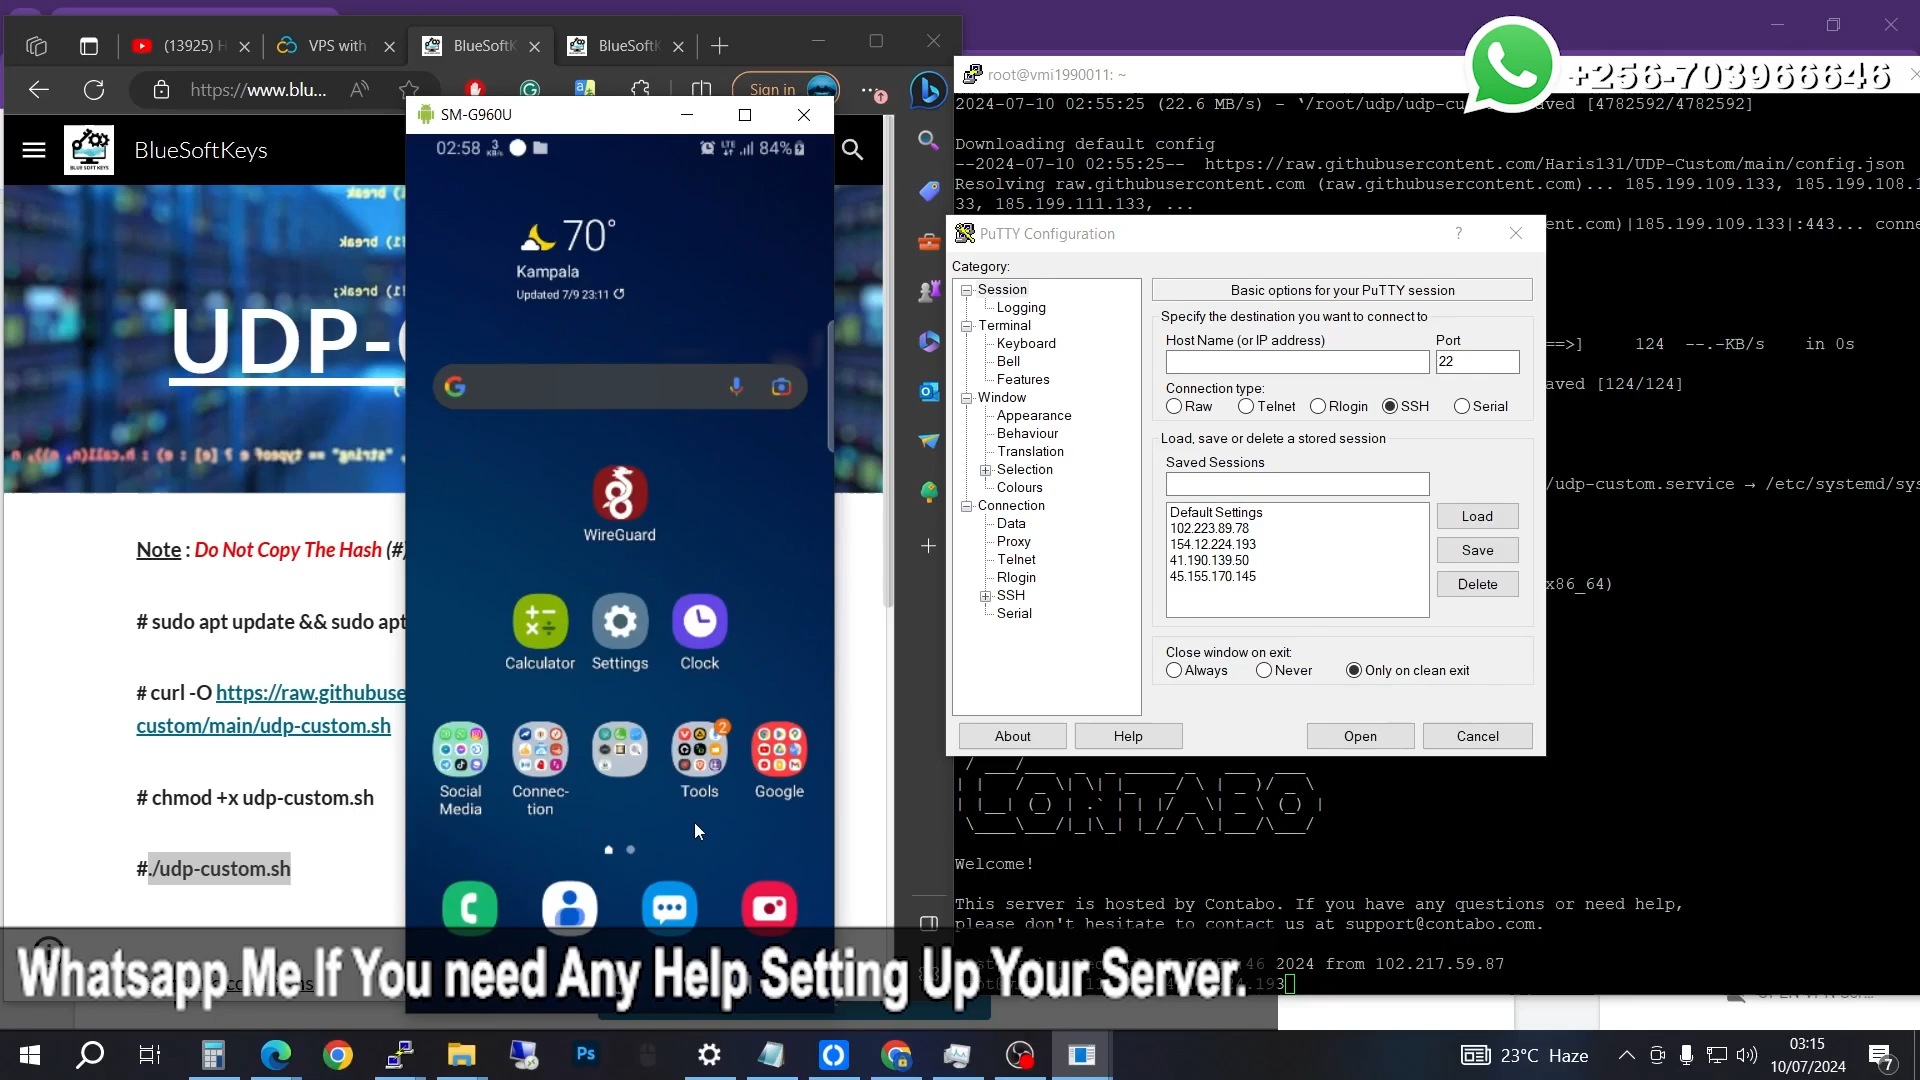 (13925) H
VPS with
BlueSoftK
BlueSoftK
https://www.blu...
Sign in
BlueSoftKeys
UDP-
Note : Do Not Copy The Hash (#)
# sudo apt update && sudo apt
# curl -O https://raw.githubuse
custom/main/udp-custom.sh
# chmod +x udp-custom.sh
#./udp-custom.sh
SM-G960U
02:58 3 KB/s
LTE 84%
70°
Kampala
Updated 7/9 23:11
WireGuard
Calculator
Settings
Clock
2
Social
Media
Connec-
tion
Tools
Google
root@vmi1990011: ~
+256-703966646
2024-07-10 02:55:25 (22.6 MB/s) - ‘/root/udp/udp-cu
aved [4782592/4782592]
Downloading default config
--2024-07-10 02:55:25-- https://raw.githubusercontent.com/Haris131/UDP-Custom/main/config.json
Resolving raw.githubusercontent.com (raw.githubusercontent.com)... 185.199.109.133, 185.199.108.1
33, 185.199.111.133, ...
ent.com)|185.199.109.133|:443... conne
==>] 124 --.-KB/s in 0s
aved [124/124]
/udp-custom.service → /etc/systemd/sys
x86_64)
PuTTY Configuration
?
Category:
Session
Logging
Terminal
Keyboard
Bell
Features
Window
Appearance
Behaviour
Translation
Selection
Colours
Connection
Data
Proxy
Telnet
Rlogin
SSH
Serial
Basic options for your PuTTY session
Specify the destination you want to connect to
Host Name (or IP address) Port
22
Connection type:
Raw Telnet Rlogin SSH Serial
Load, save or delete a stored session
Saved Sessions
Default Settings
102.223.89.78
154.12.224.193
41.190.139.50
45.155.170.145
Load
Save
Delete
Close window on exit:
Always Never Only on clean exit
About Help Open Cancel
CONTABO
Welcome!
This server is hosted by Contabo. If you have any questions or need help,
please don't hesitate to contact us at support@contabo.com.
46 2024 from 102.217.59.87
.193
Whatsapp Me If You need Any Help Setting Up Your Server.
23°C Haze
03:15
10/07/2024
7